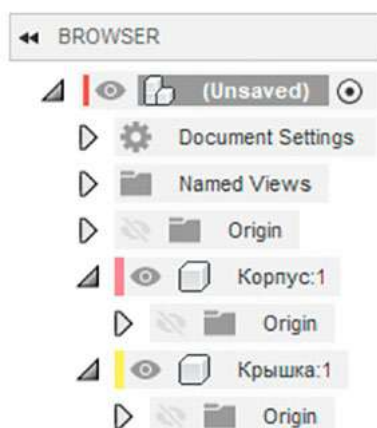 BROWSER
(Unsaved)
Document Settings
Named Views
Origin
Корпус:1
Origin
Крышка:1
Origin